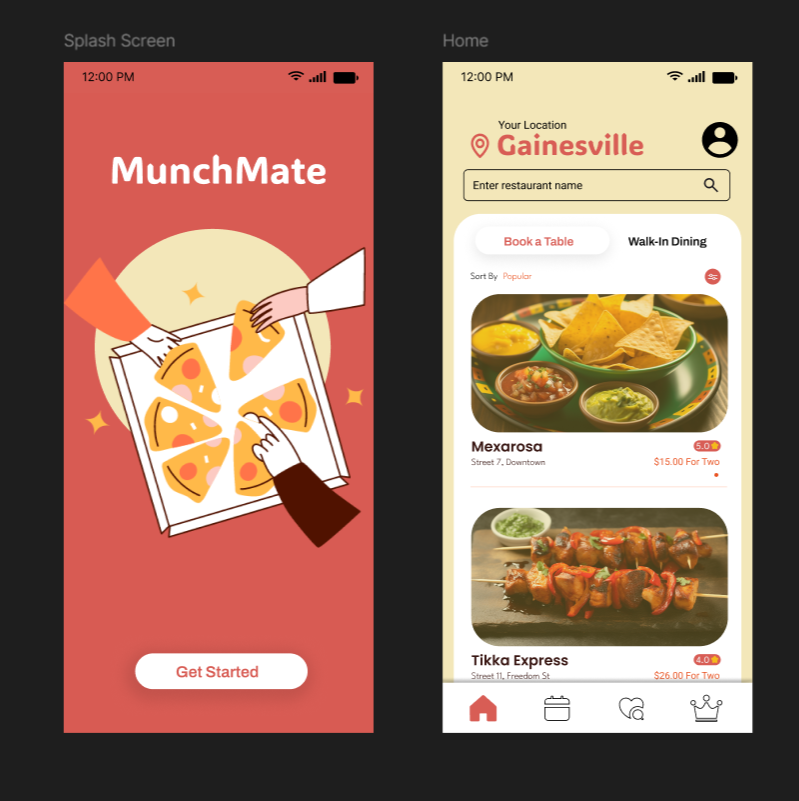 Splash Screen
12:00 PM
MunchMate
Get Started
Home
12:00 PM
Your Location
Gainesville
Enter restaurant name
Book a Table
Walk-In Dining
Sort By Popular
Mexarosa
5.0
Street 7, Downtown
$15.00 For Two
Tikka Express
4.0
Street 11, Freedom St
$26.00 For Two